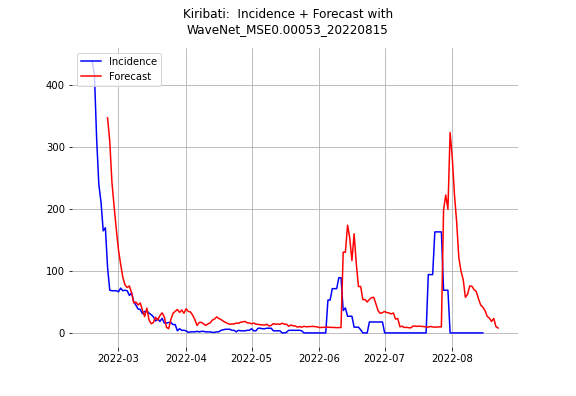 Kiribati:  Incidence + Forecast with
WaveNet_MSE0.00053_20220815
Incidence
Forecast
400
300
200
100
0
2022-03 2022-04 2022-05 2022-06 2022-07 2022-08